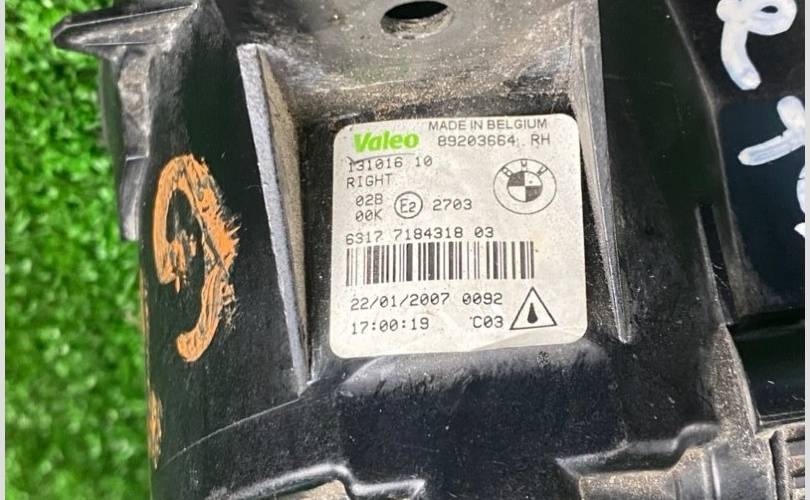 MADE IN BELGIUM
Valeo 89203664 RH
131016 10
RIGHT
BMW
02B
00K E2 2703
6317 7184318 03
22/01/2007 0092
17:00:19 C03